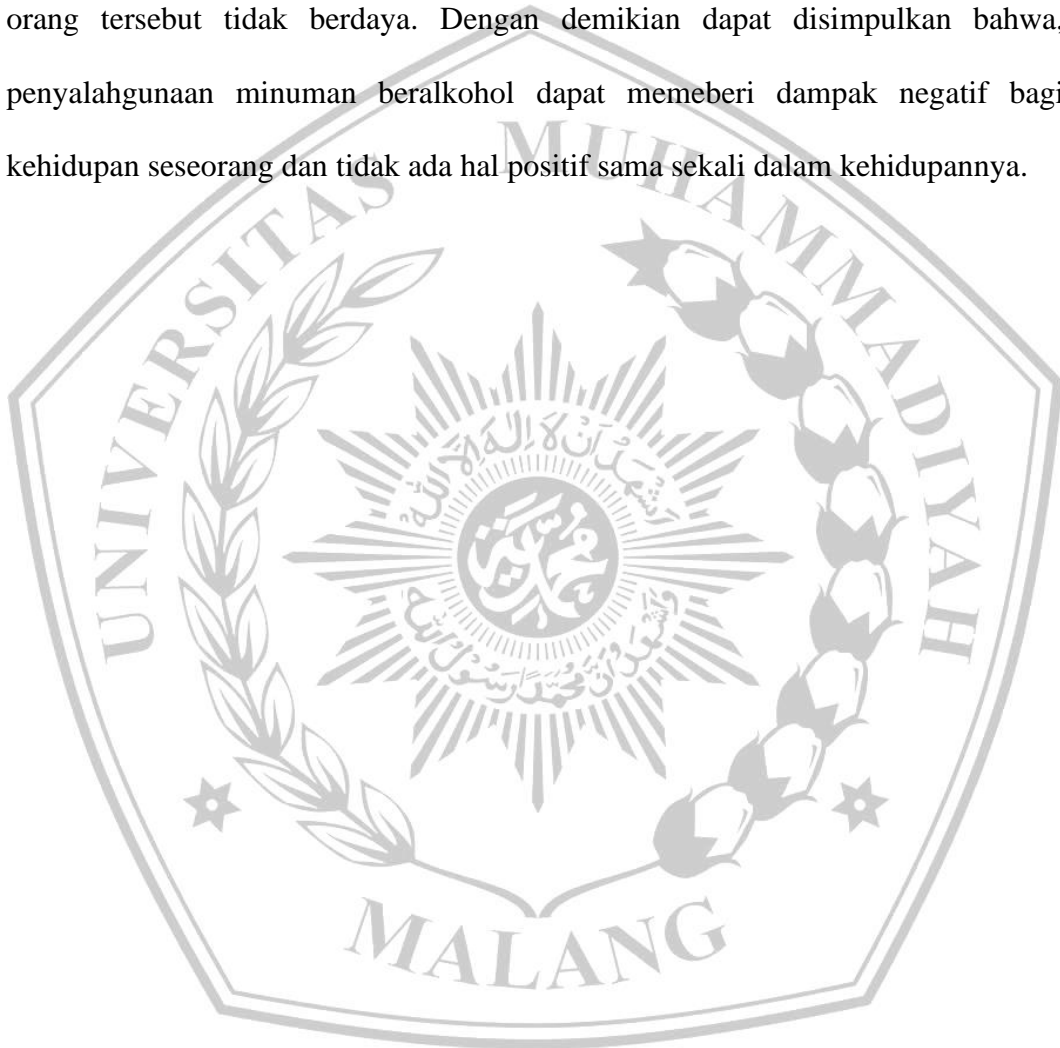 orang tersebut tidak berdaya. Dengan demikian dapat disimpulkan bahwa,
penyalahgunaan minuman beralkohol dapat memeberi dampak negatif bagi
kehidupan seseorang dan tidak ada hal positif sama sekali dalam kehidupannya.
UNIVERSITAS MUHAMMADIYAH
MALANG